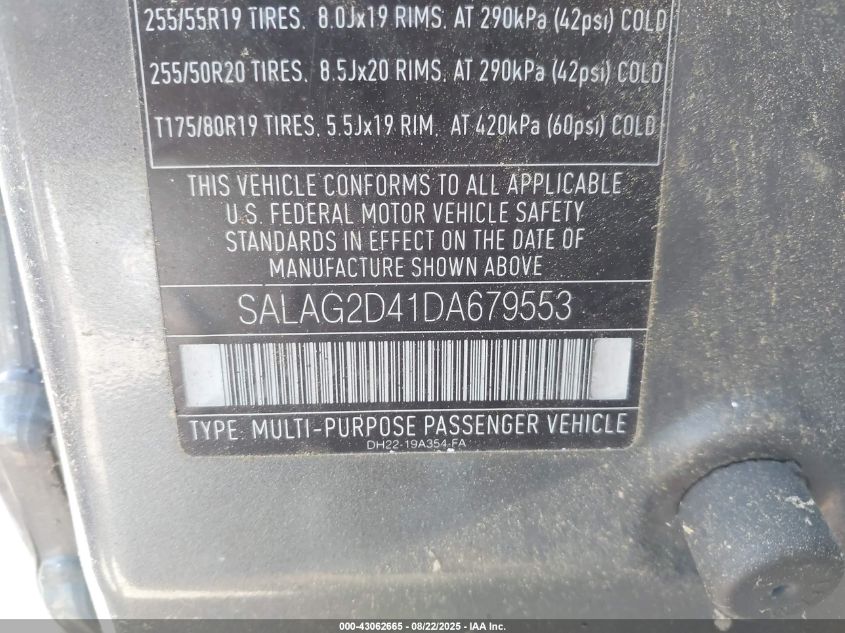 255/55R19 TIRES, 8.0Jx19 RIMS, AT 290kPa (42psi) COLD
255/50R20 TIRES, 8.5Jx20 RIMS, AT 290kPa (42psi) COLD
T175/80R19 TIRES, 5.5Jx19 RIM, AT 420kPa (60psi) COLD
THIS VEHICLE CONFORMS TO ALL APPLICABLE
U.S. FEDERAL MOTOR VEHICLE SAFETY
STANDARDS IN EFFECT ON THE DATE OF
MANUFACTURE SHOWN ABOVE
SALAG2D41DA679553
TYPE: MULTI-PURPOSE PASSENGER VEHICLE
DH22-19A354-FA
000-43062665 - 08/22/2025 - IAA Inc.